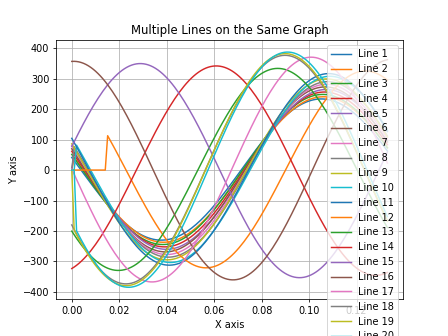 Multiple Lines on the Same Graph
Y axis
400
300
200
100
0
−100
−200
−300
−400
0.00
0.02
0.04
0.06
0.08
0.10
X axis
Line 1
Line 2
Line 3
Line 4
Line 5
Line 6
Line 7
Line 8
Line 9
Line 10
Line 11
Line 12
Line 13
Line 14
Line 15
Line 16
Line 17
Line 18
Line 19
Line 20